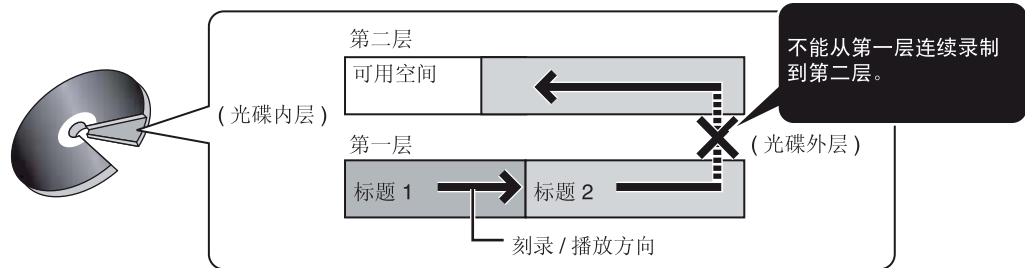 第二层
可用空间
不能从第一层连续录制
到第二层。
( 光碟内层 )
第一层
( 光碟外层 )
标题 1
标题 2
刻录 / 播放方向